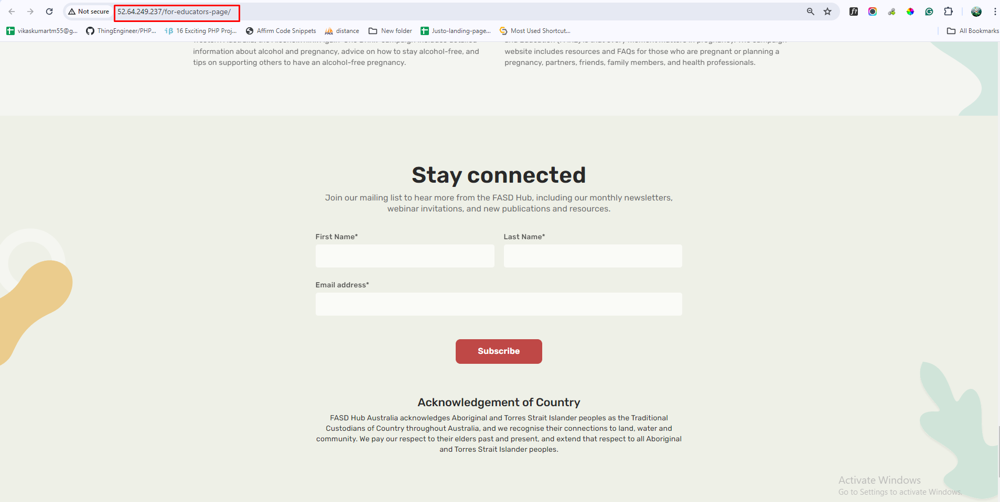 Not secure 52.64.249.237/for-educators-page/
vikaskumartm55@g... ThingEngineer/PHP... 16 Exciting PHP Proj... Affirm Code Snippets distance New folder Justo-landing-page... Most Used Shortcut... All Bookmarks
information about alcohol and pregnancy, advice on how to stay alcohol-free, and
tips on supporting others to have an alcohol-free pregnancy.
website includes resources and FAQs for those who are pregnant or planning a
pregnancy, partners, friends, family members, and health professionals.
Stay connected
Join our mailing list to hear more from the FASD Hub, including our monthly newsletters,
webinar invitations, and new publications and resources.
First Name* Last Name*
Email address*
Subscribe
Acknowledgement of Country
FASD Hub Australia acknowledges Aboriginal and Torres Strait Islander peoples as the Traditional
Custodians of Country throughout Australia, and we recognise their connections to land, water and
community. We pay our respect to their elders past and present, and extend that respect to all Aboriginal
and Torres Strait Islander peoples.
Activate Windows
Go to Settings to activate Windows.